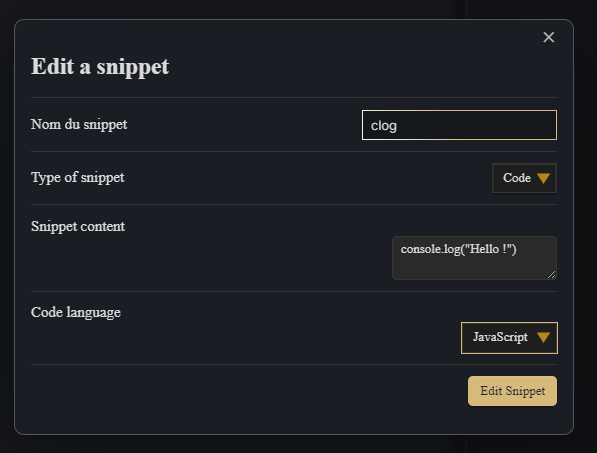 Edit a snippet
Nom du snippet
clog
Type of snippet
Code
Snippet content
console.log("Hello !")
Code language
JavaScript
Edit Snippet